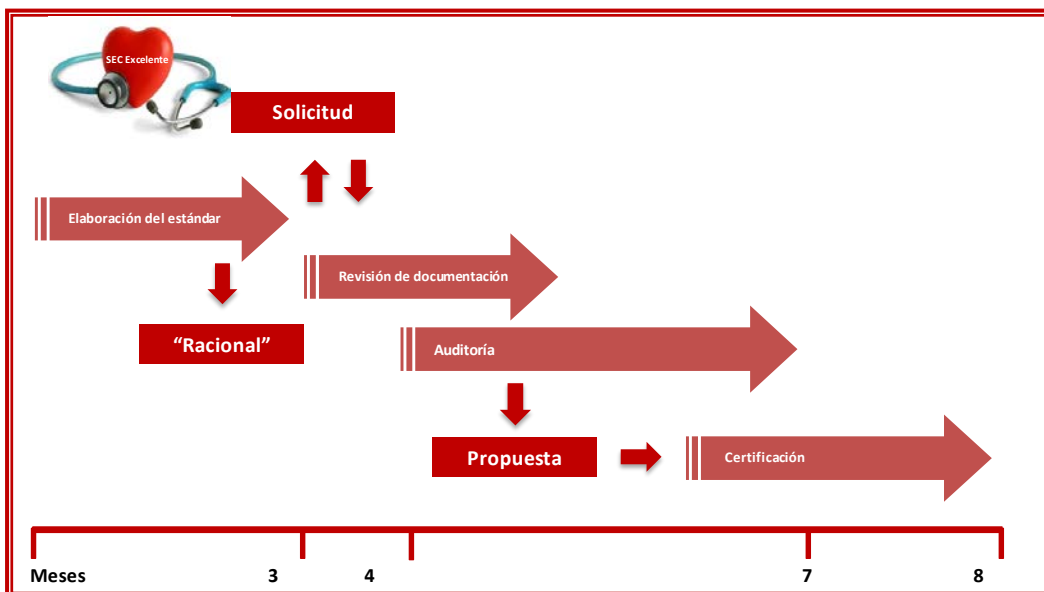 SEC Excelente
Solicitud
Elaboración del estándar
Revisión de documentación
“Racional”
Auditoría
Propuesta
Certificación
Meses 3 4 7 8